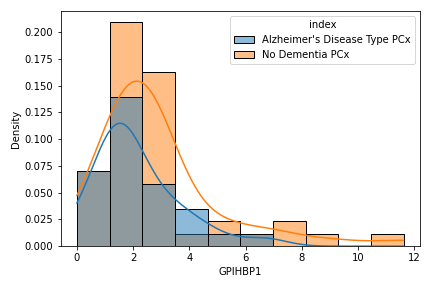 index
Alzheimer's Disease Type PCx
No Dementia PCx
Density
0.200
0.175
0.150
0.125
0.100
0.075
0.050
0.025
0.000
0 2 4 6 8 10 12
GPIHBP1